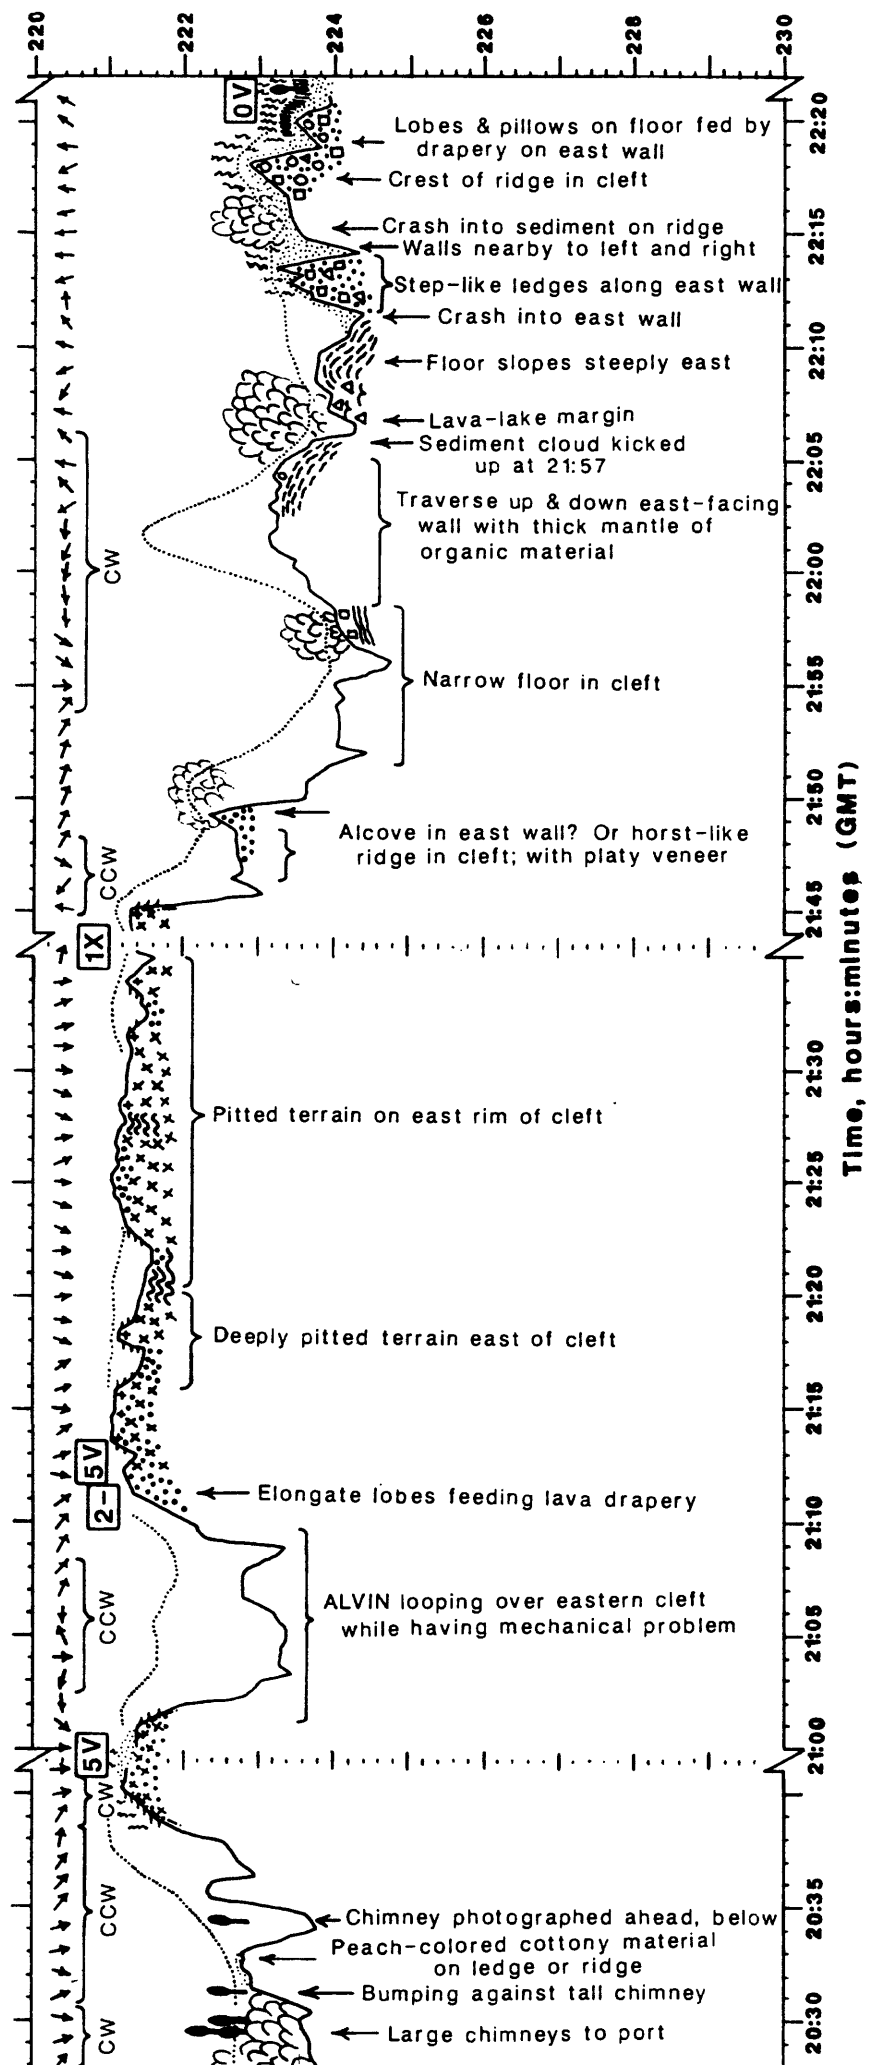 220
222
224
226
228
230
0V
22:20
Lobes & pillows on floor fed by
drapery on east wall
Crest of ridge in cleft
22:15
Crash into sediment on ridge
Walls nearby to left and right
Step-like ledges along east wall
Crash into east wall
22:10
Floor slopes steeply east
Lava-lake margin
22:05
Sediment cloud kicked
up at 21:57
Traverse up & down east-facing
wall with thick mantle of
organic material
CW
22:00
Narrow floor in cleft
21:55
21:50
Alcove in east wall? Or horst-like
ridge in cleft; with platy veneer
CCW
21:45
1X
Time, hours:minutes (GMT)
21:30
Pitted terrain on east rim of cleft
21:25
21:20
Deeply pitted terrain east of cleft
21:15
5V
2-
Elongate lobes feeding lava drapery
21:10
ALVIN looping over eastern cleft
while having mechanical problem
CCW
21:05
21:00
5V
CW
CCW
20:35
Chimney photographed ahead, below
Peach-colored cottony material
on ledge or ridge
Bumping against tall chimney
20:30
Large chimneys to port
CW